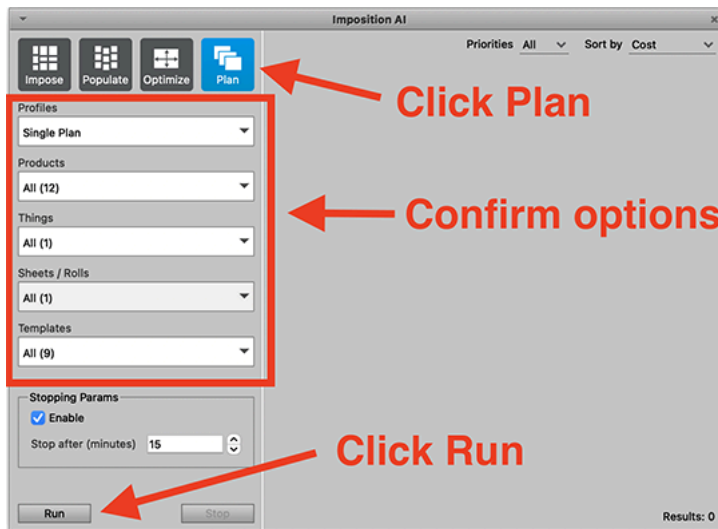 Imposition AI
Impose Populate Optimize Plan
Priorities All Sort by Cost
Click Plan
Profiles
Single Plan
Products
All (12)
Things
All (1)
Confirm options
Sheets / Rolls
All (1)
Templates
All (9)
Stopping Params
Enable
Stop after (minutes) 15
Click Run
Run Stop
Results: 0